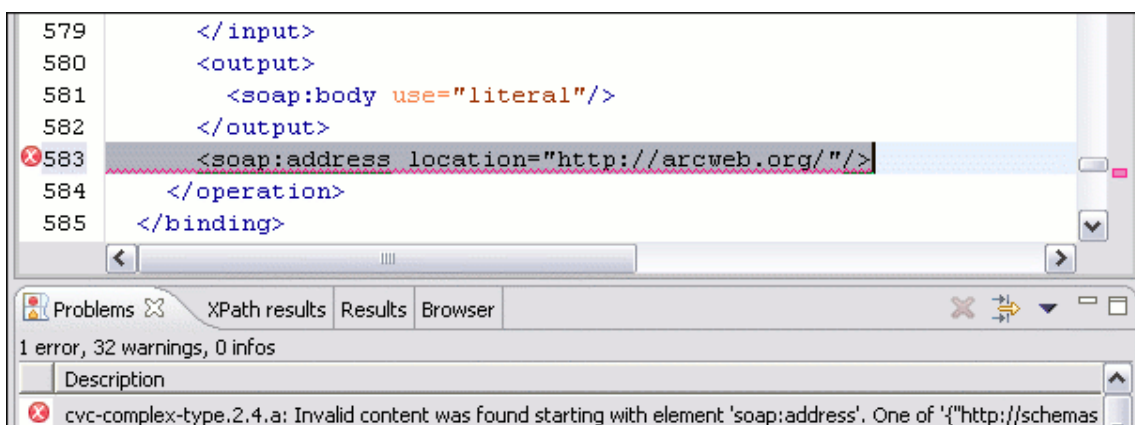 579 </input>
580 <output>
581 <soap:body use="literal"/>
582 </output>
583 <soap:address location="http://arcweb.org/"/>
584 </operation>
585 </binding>
Problems XPath results Results Browser
1 error, 32 warnings, 0 infos
Description
cvc-complex-type.2.4.a: Invalid content was found starting with element 'soap:address'. One of '{"http://schemas